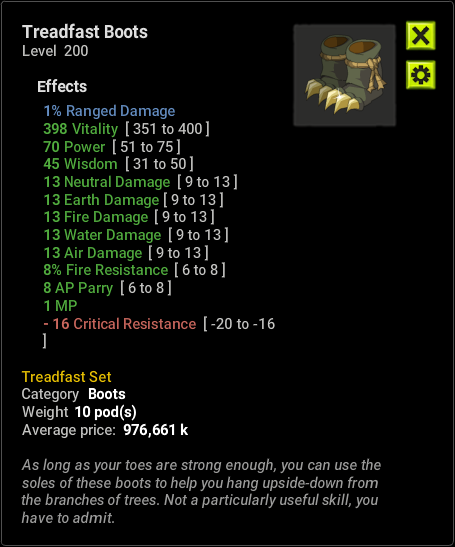 Treadfast Boots
Level 200
Effects
1% Ranged Damage
398 Vitality [ 351 to 400 ]
70 Power [ 51 to 75 ]
45 Wisdom [ 31 to 50 ]
13 Neutral Damage [ 9 to 13 ]
13 Earth Damage [ 9 to 13 ]
13 Fire Damage [ 9 to 13 ]
13 Water Damage [ 9 to 13 ]
13 Air Damage [ 9 to 13 ]
8% Fire Resistance [ 6 to 8 ]
8 AP Parry [ 6 to 8 ]
1 MP
- 16 Critical Resistance [ -20 to -16
]
Treadfast Set
Category Boots
Weight 10 pod(s)
Average price: 976,661 k
As long as your toes are strong enough, you can use the
soles of these boots to help you hang upside-down from
the branches of trees. Not a particularly useful skill, you
have to admit.